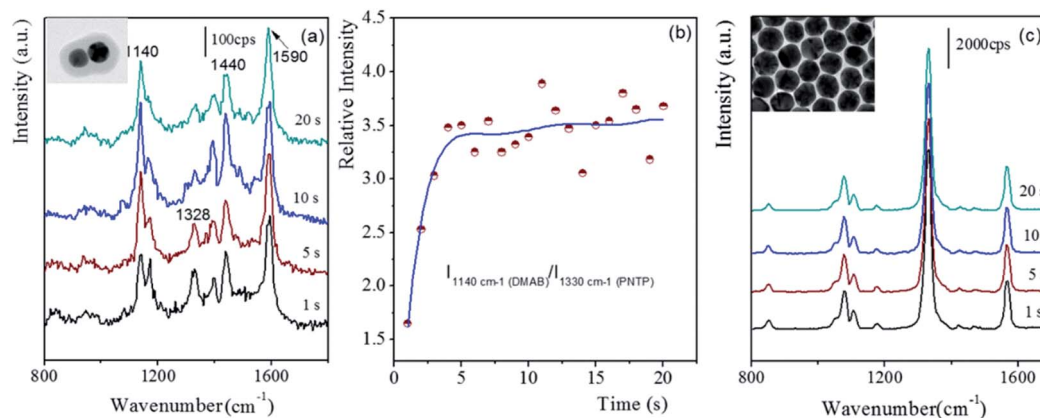 (a)
100cps
1140
1440
1590
1328
20 s
10 s
5 s
1 s
Intensity (a.u.)
800
1200
1600
Wavenumber(cm-1)
(b)
Relative Intensity
4.5
4.0
3.5
3.0
2.5
2.0
1.5
I1140 cm-1 (DMAB)/I1330 cm-1 (PNTP)
0
5
10
15
20
Time (s)
(c)
2000cps
Intensity (a.u.)
20 s
10
5
1 s
800
1200
1600
Wavenumber(cm-1)